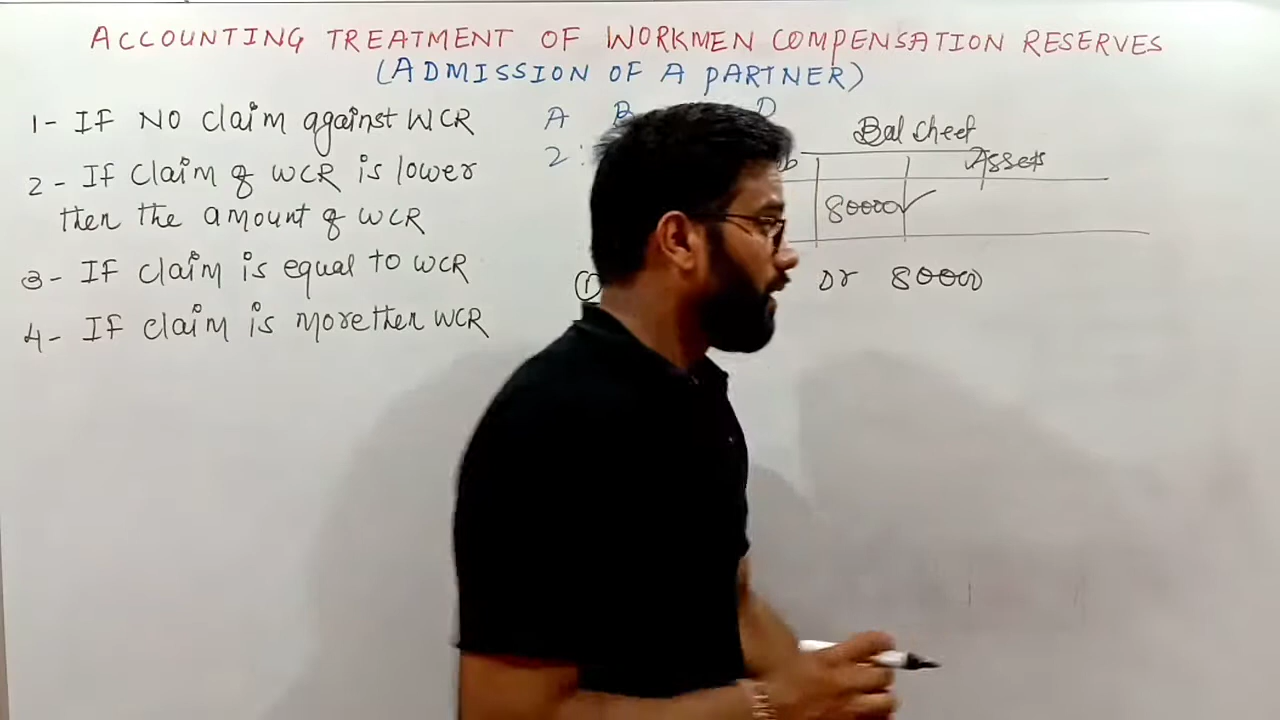 ACCOUNTING TREATMENT OF WORKMEN COMPENSATION RESERVES
(ADMISSION OF A PARTNER)
1- IF NO claim against WCR
2 - If claim of WCR is lower
then the amount of WCR
3- IF claim is equal to WCR
4- IF claim is more then WCR
A B D
2:
Bal Sheet
Assets
80000 ✓
①
Dr 80000